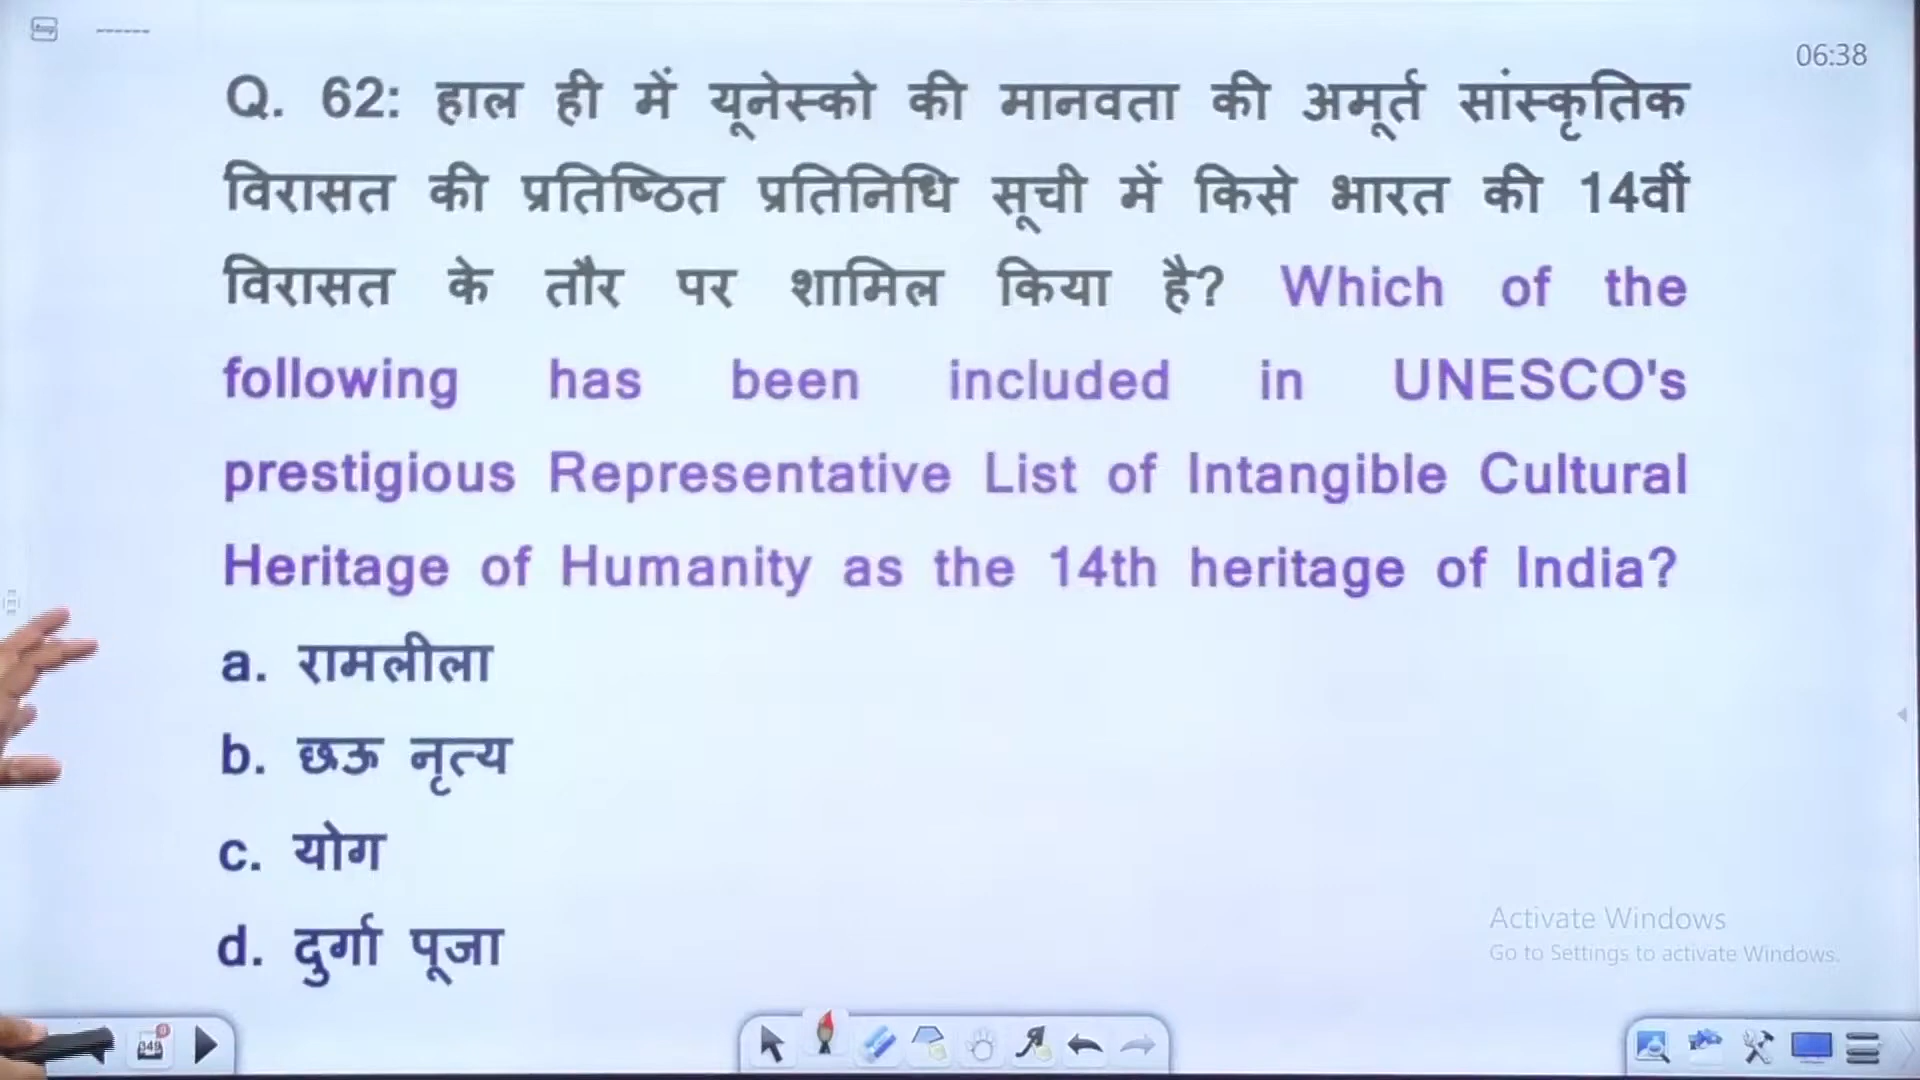 06:38
Q. 62: हाल ही में यूनेस्को की मानवता की अमूर्त सांस्कृतिक
विरासत की प्रतिष्ठित प्रतिनिधि सूची में किसे भारत की 14वीं
विरासत के तौर पर शामिल किया है? Which of the
following has been included in UNESCO's
prestigious Representative List of Intangible Cultural
Heritage of Humanity as the 14th heritage of India?
a. रामलीला
b. छऊ नृत्य
c. योग
d. दुर्गा पूजा
Activate Windows
Go to Settings to activate Windows.
349